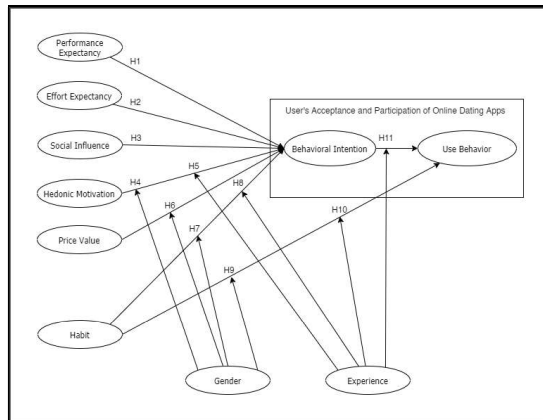 Performance
Expectancy
H1
Effort Expectancy
H2
User's Acceptance and Participation of Online Dating Apps
Social Influence
H3
Behavioral Intention
H11
Use Behavior
Hedonic Motivation
H4
H5
H8
H6
H10
Price Value
H7
H9
Habit
Gender
Experience